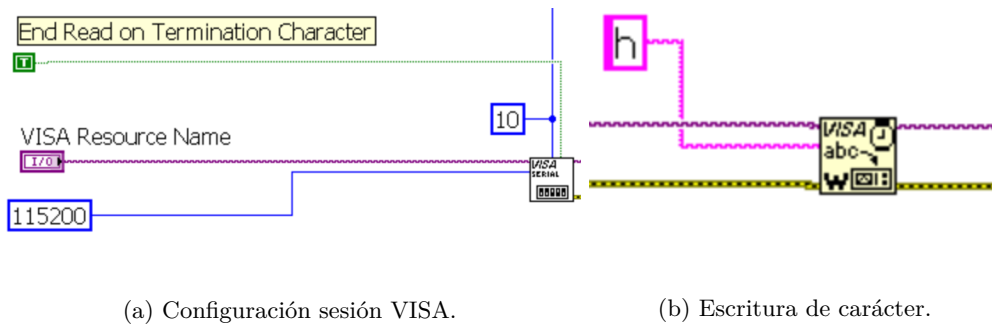 End Read on Termination Character
T
10
VISA Resource Name
I/O
VISA
SERIAL
115200
h
VISA
abc
W
(a) Configuración sesión VISA.
(b) Escritura de carácter.